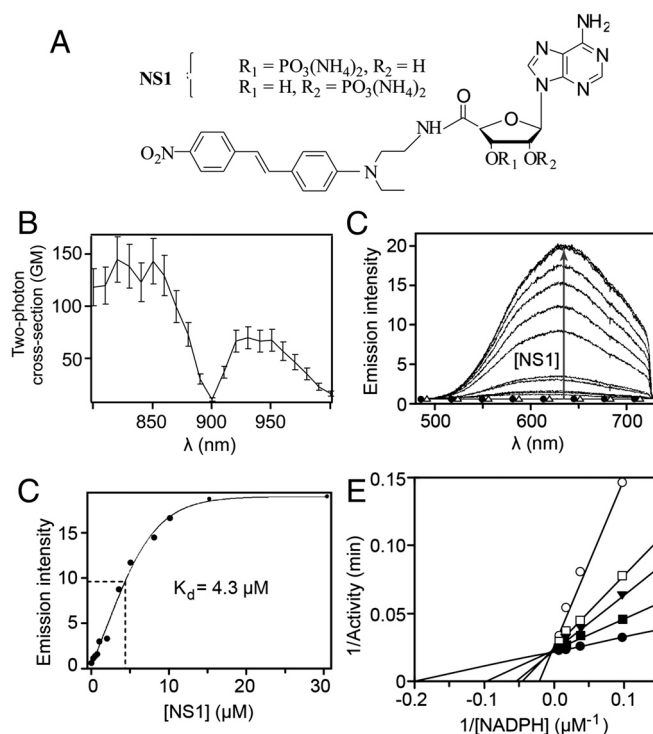 A
NS1
R₁ = PO₃(NH₄)₂, R₂ = H
R₁ = H, R₂ = PO₃(NH₄)₂
NH₂
N
N
N
N
O
NH
O
OR₁ OR₂
O₂N
N
B
Two-photon
cross-section (GM)
150
100
50
850 900 950
λ (nm)
C
Emission intensity
20
15
10
5
0
[NS1]
500 600 700
λ (nm)
C
Emission intensity
15
10
5
0
K_d = 4.3 μM
0 10 20 30
[NS1] (μM)
E
1/Activity (min)
0.15
0.10
0.05
0
-0.2 -0.1 0.0 0.1
1/[NADPH] (μM⁻¹)